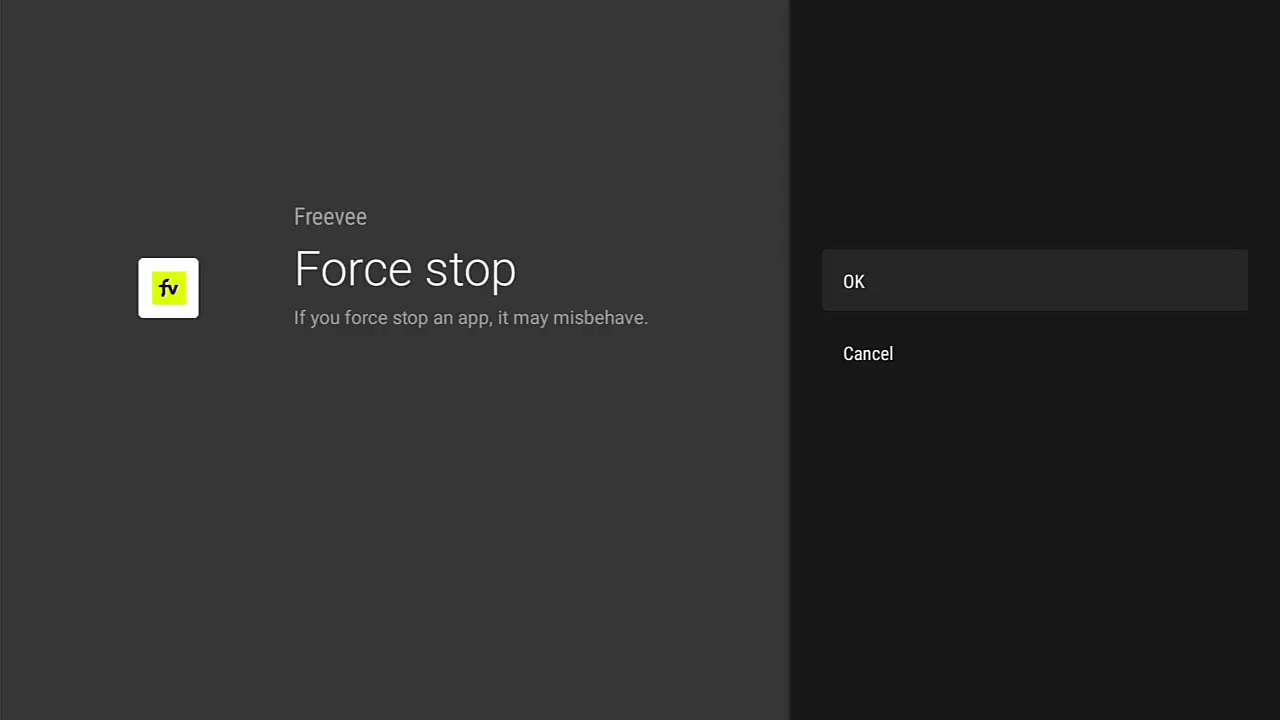 Freevee
Force stop
fv
If you force stop an app, it may misbehave.
OK
Cancel